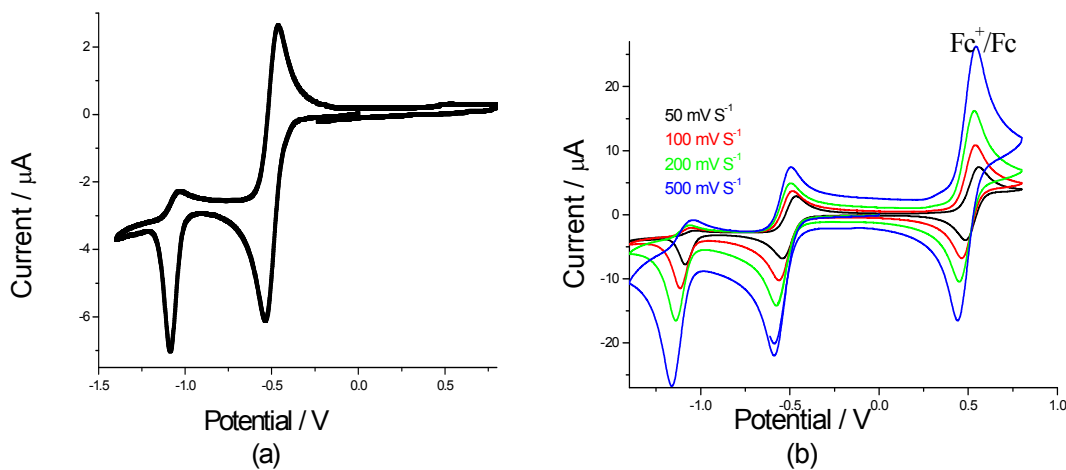 2
0
-2
-4
-6
-1.5
-1.0
-0.5
0.0
0.5
Current / µA
Potential / V
(a)
Fc⁺/Fc
50 mV S⁻¹
100 mV S⁻¹
200 mV S⁻¹
500 mV S⁻¹
20
10
0
-10
-20
-1.0
-0.5
0.0
0.5
1.0
Current / µA
Potential / V
(b)